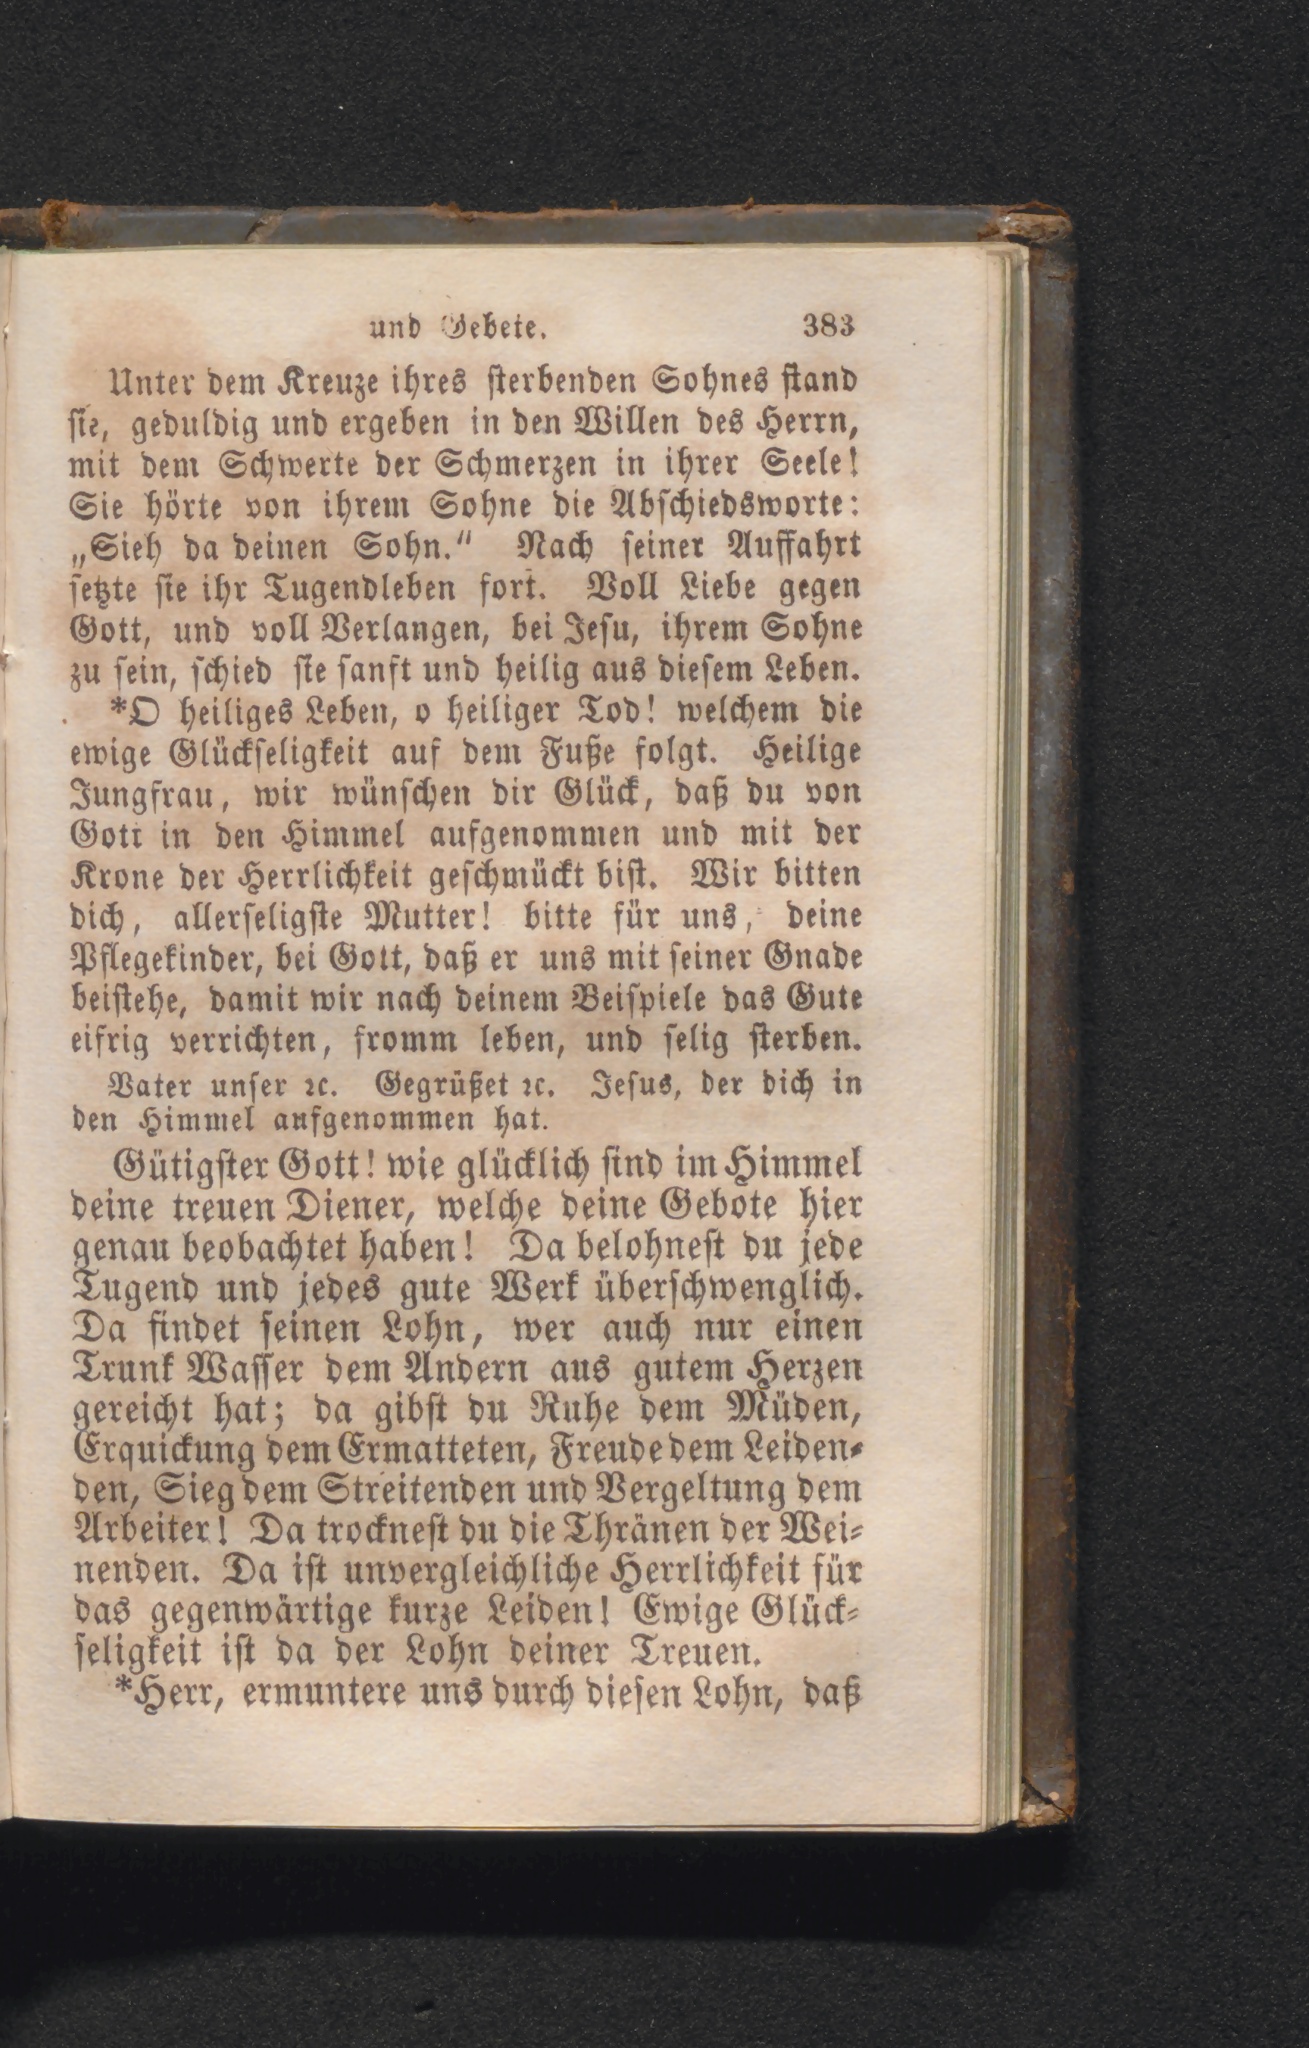 und Gebete. 383
Unter dem Kreuze ihres sterbenden Sohnes stand
sie, geduldig und ergeben in den Willen des Herrn,
mit dem Schwerte der Schmerzen in ihrer Seele!
Sie hörte von ihrem Sohne die Abschiedsworte:
„Sieh da deinen Sohn.“ Nach seiner Auffahrt
setzte sie ihr Tugendleben fort. Voll Liebe gegen
Gott, und voll Verlangen, bei Jesu, ihrem Sohne
zu sein, schied sie sanft und heilig aus diesem Leben.
*O heiliges Leben, o heiliger Tod! welchem die
ewige Glückseligkeit auf dem Fuße folgt. Heilige
Jungfrau, wir wünschen dir Glück, daß du von
Gott in den Himmel aufgenommen und mit der
Krone der Herrlichkeit geschmückt bist. Wir bitten
dich, allerseligste Mutter! bitte für uns, deine
Pflegekinder, bei Gott, daß er uns mit seiner Gnade
beistehe, damit wir nach deinem Beispiele das Gute
eifrig verrichten, fromm leben, und selig sterben.
Vater unser ꝛc. Gegrüßet ꝛc. Jesus, der dich in
den Himmel aufgenommen hat.
Gütigster Gott! wie glücklich sind im Himmel
deine treuen Diener, welche deine Gebote hier
genau beobachtet haben! Da belohnest du jede
Tugend und jedes gute Werk überschwenglich.
Da findet seinen Lohn, wer auch nur einen
Trunk Wasser dem Andern aus gutem Herzen
gereicht hat; da gibst du Ruhe dem Müden,
Erquickung dem Ermatteten, Freude dem Leiden-
den, Sieg dem Streitenden und Vergeltung dem
Arbeiter! Da trocknest du die Thränen der Wei-
nenden. Da ist unvergleichliche Herrlichkeit für
das gegenwärtige kurze Leiden! Ewige Glück-
seligkeit ist da der Lohn deiner Treuen.
*Herr, ermuntere uns durch diesen Lohn, daß